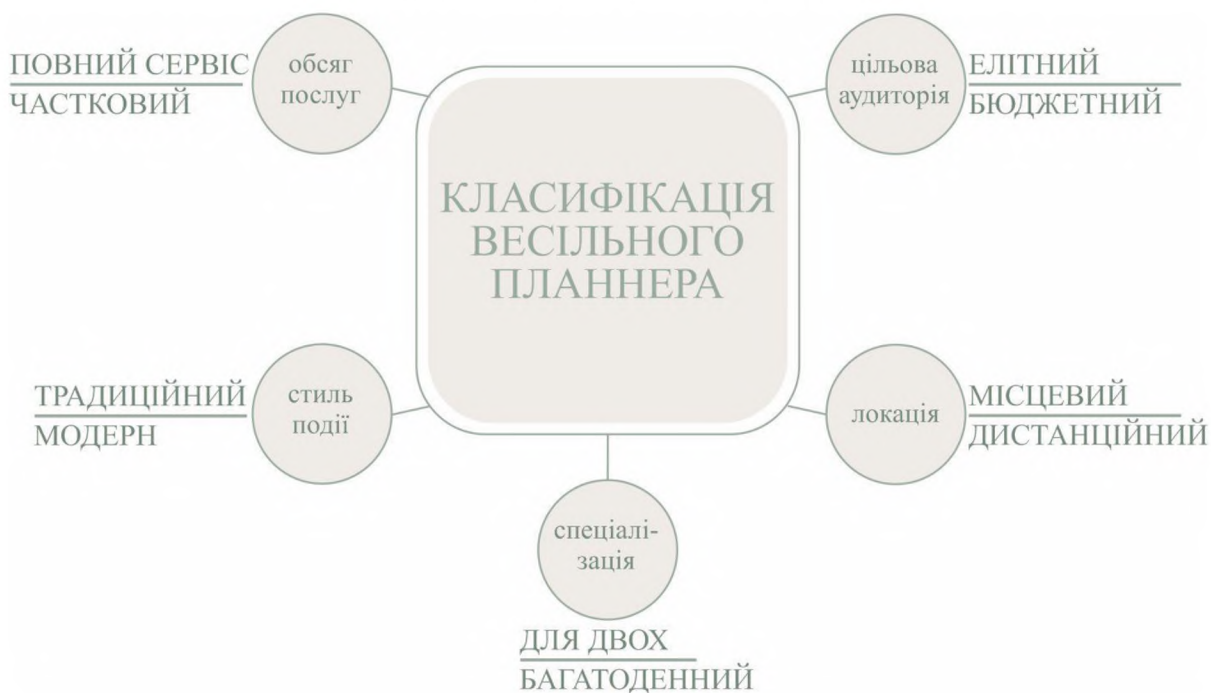 КЛАСИФІКАЦІЯ
ВЕСІЛЬНОГО
ПЛАННЕРА
обсяг
послуг
ПОВНИЙ СЕРВІС
ЧАСТКОВИЙ
цільова
аудиторія
ЕЛІТНИЙ
БЮДЖЕТНИЙ
стиль
події
ТРАДИЦІЙНИЙ
МОДЕРН
локація
МІСЦЕВИЙ
ДИСТАНЦІЙНИЙ
спеціалі-
зація
ДЛЯ ДВОХ
БАГАТОДЕННИЙ